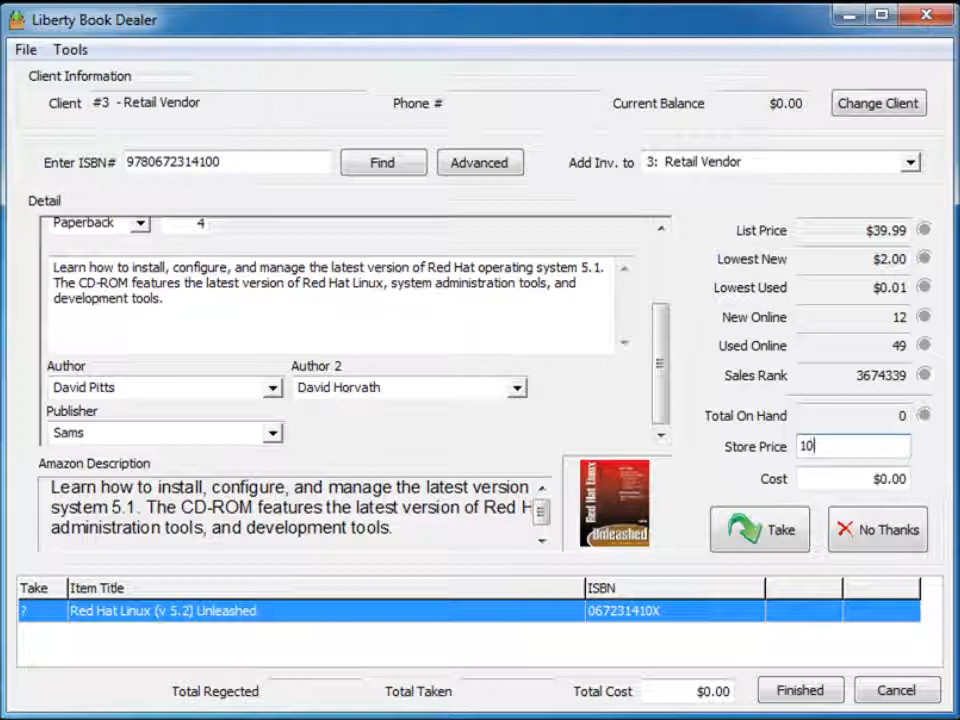 Liberty Book Dealer
File Tools
Client Information
Client #3 - Retail Vendor Phone # Current Balance $0.00 Change Client
Enter ISBN# 9780672314100 Find Advanced Add Inv. to 3: Retail Vendor
Detail
Paperback 4
Learn how to install, configure, and manage the latest version of Red Hat operating system 5.1.
The CD-ROM features the latest version of Red Hat Linux, system administration tools, and
development tools.
Author Author 2
David Pitts David Horvath
Publisher
Sams
List Price $39.99
Lowest New $2.00
Lowest Used $0.01
New Online 12
Used Online 49
Sales Rank 3674339
Total On Hand 0
Store Price 10
Cost $0.00
Amazon Description
Learn how to install, configure, and manage the latest version
system 5.1. The CD-ROM features the latest version of Red H
administration tools, and development tools.
Red Hat Linux
Unleashed
Take No Thanks
Take Item Title ISBN
? Red Hat Linux (v 5.2) Unleashed 067231410X
Total Regected Total Taken Total Cost $0.00 Finished Cancel